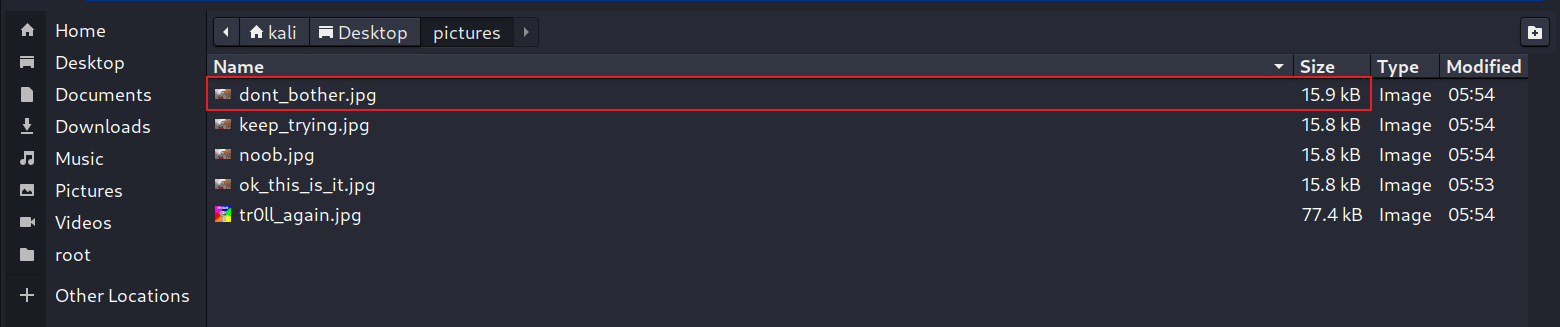 Home
Desktop
Documents
Downloads
Music
Pictures
Videos
root
Other Locations
kali Desktop pictures
Name Size Type Modified
dont_bother.jpg 15.9 kB Image 05:54
keep_trying.jpg 15.8 kB Image 05:54
noob.jpg 15.8 kB Image 05:54
ok_this_is_it.jpg 15.8 kB Image 05:53
tr0ll_again.jpg 77.4 kB Image 05:54